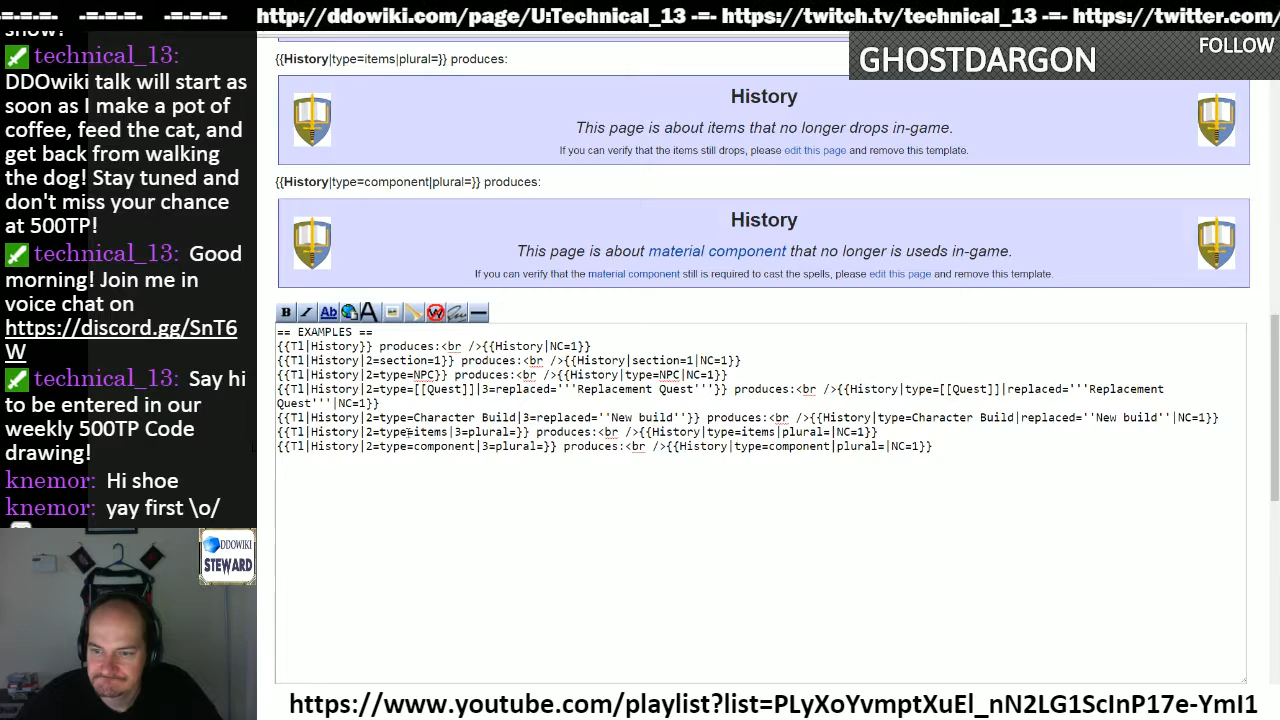 -=-=-=- -=-=-=- -=-=-=- http://ddowiki.com/page/U:Technical_13 -=- https://twitch.tv/technical_13 -=- https://twitter.com/
show!
technical_13:
DDOwiki talk will start as
soon as I make a pot of
coffee, feed the cat, and
get back from walking
the dog! Stay tuned and
don't miss your chance
at 500TP!
technical_13: Good
morning! Join me in
voice chat on
https://discord.gg/SnT6
W
technical_13: Say hi
to be entered in our
weekly 500TP Code
drawing!
knemor: Hi shoe
knemor: yay first \o/
DDOWIKI
STEWARD
GHOSTDARGON
FOLLOW
{{History|type=items|plural=}} produces:
History
This page is about items that no longer drops in-game.
If you can verify that the items still drops, please edit this page and remove this template.
{{History|type=component|plural=}} produces:
History
This page is about material component that no longer is useds in-game.
If you can verify that the material component still is required to cast the spells, please edit this page and remove this template.
B I Ab A W
== EXAMPLES ==
{{Tl|History}} produces:<br />{{History|NC=1}}
{{Tl|History|2=section=1}} produces:<br />{{History|section=1|NC=1}}
{{Tl|History|2=type=NPC}} produces:<br />{{History|type=NPC|NC=1}}
{{Tl|History|2=type=[[Quest]]|3=replaced='''Replacement Quest'''}} produces:<br />{{History|type=[[Quest]]|replaced='''Replacement
Quest'''|NC=1}}
{{Tl|History|2=type=Character Build|3=replaced=''New build''}} produces:<br />{{History|type=Character Build|replaced=''New build''|NC=1}}
{{Tl|History|2=type=items|3=plural=}} produces:<br />{{History|type=items|plural=|NC=1}}
{{Tl|History|2=type=component|3=plural=}} produces:<br />{{History|type=component|plural=|NC=1}}
https://www.youtube.com/playlist?list=PLyXoYvmptXuEl_nN2LG1ScInP17e-YmI1